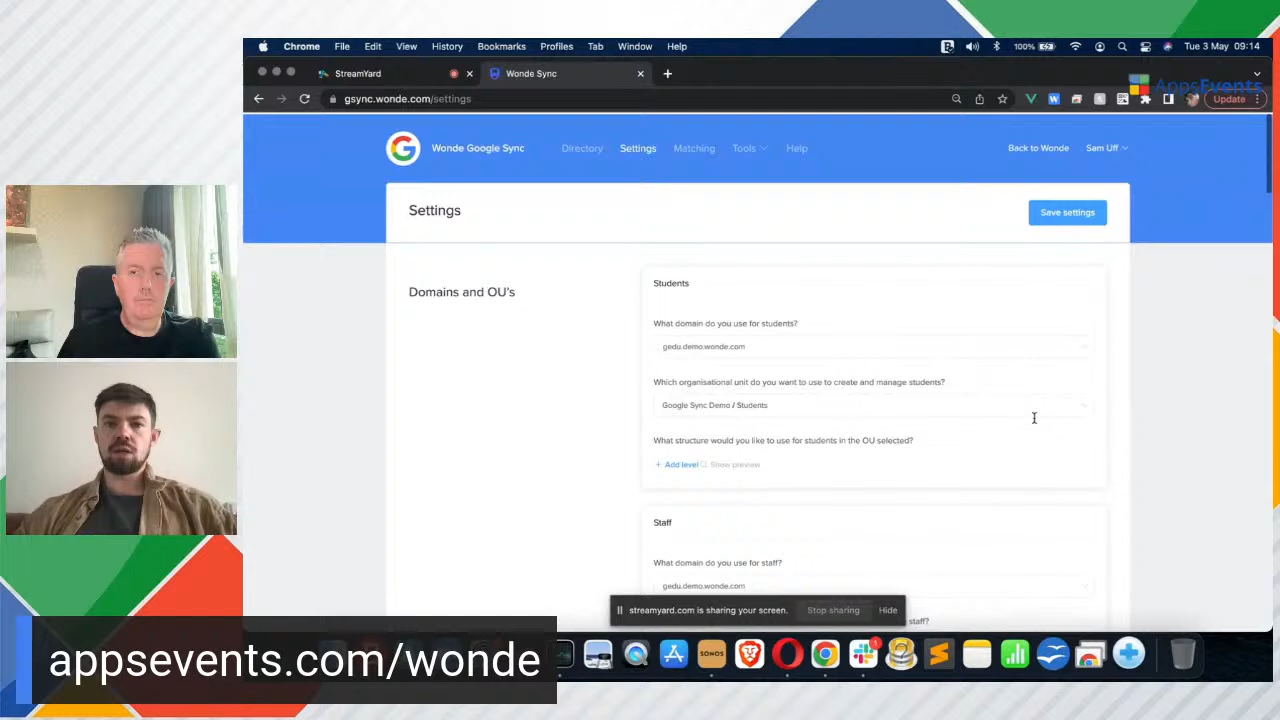 Chrome File Edit View History Bookmarks Profiles Tab Window Help 100% Tue 3 May 09:14
StreamYard Wonde Sync
gsync.wonde.com/settings Update
AppsEvents
Wonde Google Sync Directory Settings Matching Tools Help Back to Wonde Sam Uff
Settings Save settings
Domains and OU's
Students
What domain do you use for students?
gedu.demo.wonde.com
Which organisational unit do you want to use to create and manage students?
Google Sync Demo / Students
What structure would you like to use for students in the OU selected?
+ Add level Show preview
Staff
What domain do you use for staff?
gedu.demo.wonde.com
streamyard.com is sharing your screen. Stop sharing Hide
staff?
SONOS
1
appsevents.com/wonde